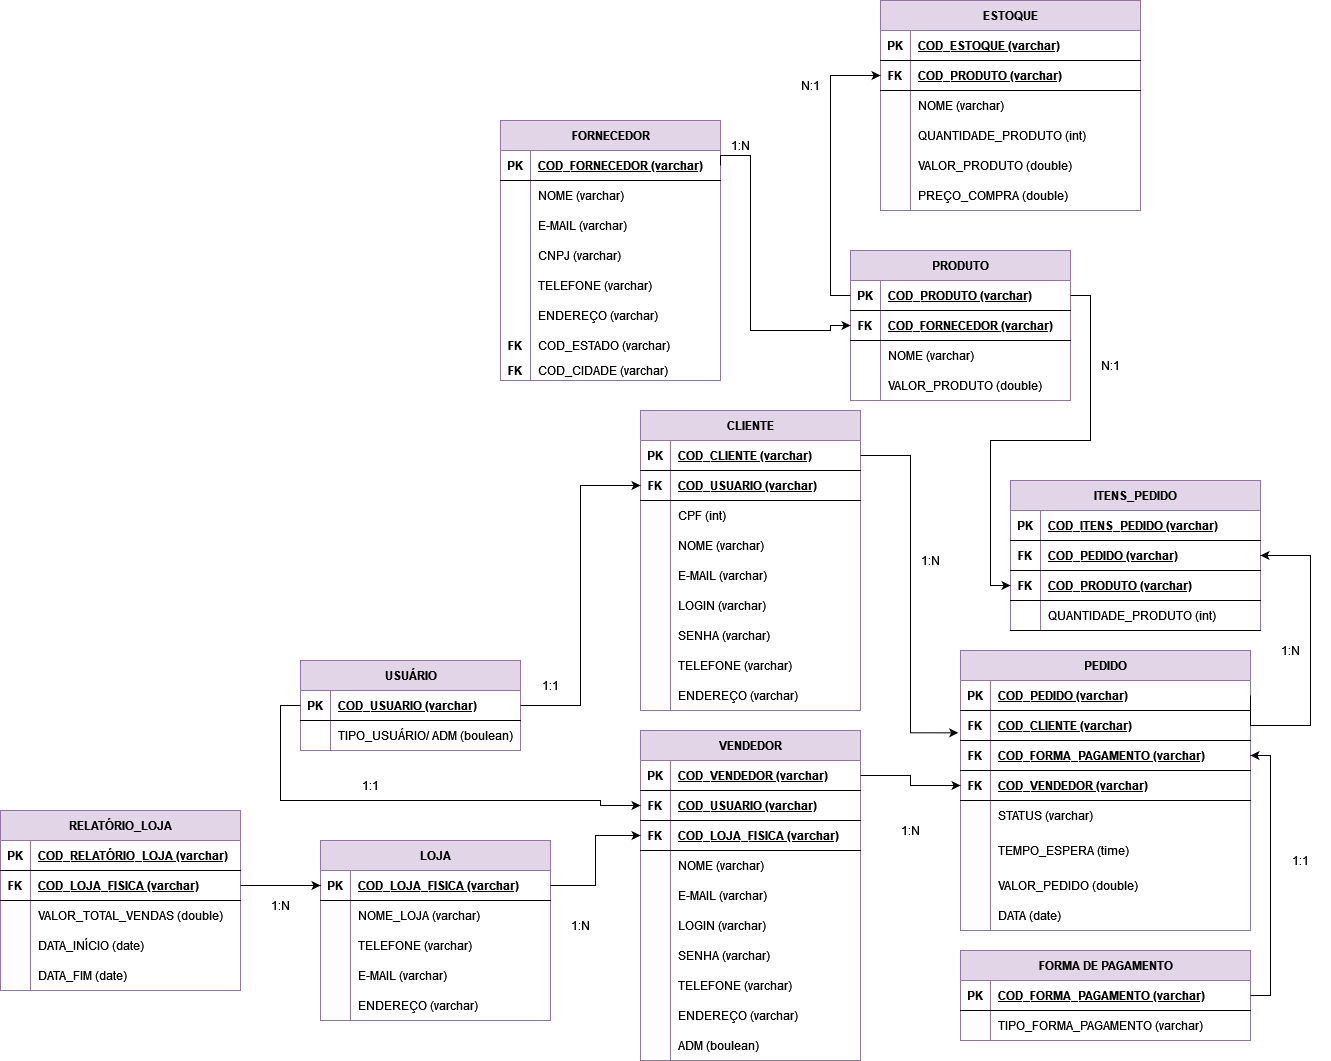 ESTOQUE
PK COD_ESTOQUE (varchar)
FK COD_PRODUTO (varchar)
NOME (varchar)
QUANTIDADE_PRODUTO (int)
VALOR_PRODUTO (double)
PREÇO_COMPRA (double)
N:1
FORNECEDOR
PK COD_FORNECEDOR (varchar)
NOME (varchar)
E-MAIL (varchar)
CNPJ (varchar)
TELEFONE (varchar)
ENDEREÇO (varchar)
FK COD_ESTADO (varchar)
FK COD_CIDADE (varchar)
1:N
PRODUTO
PK COD_PRODUTO (varchar)
FK COD_FORNECEDOR (varchar)
NOME (varchar)
VALOR_PRODUTO (double)
N:1
CLIENTE
PK COD_CLIENTE (varchar)
FK COD_USUARIO (varchar)
CPF (int)
NOME (varchar)
E-MAIL (varchar)
LOGIN (varchar)
SENHA (varchar)
TELEFONE (varchar)
ENDEREÇO (varchar)
1:N
ITENS_PEDIDO
PK COD_ITENS_PEDIDO (varchar)
FK COD_PEDIDO (varchar)
FK COD_PRODUTO (varchar)
QUANTIDADE_PRODUTO (int)
1:N
USUÁRIO
PK COD_USUARIO (varchar)
TIPO_USUÁRIO/ ADM (boulean)
1:1
1:1
PEDIDO
PK COD_PEDIDO (varchar)
FK COD_CLIENTE (varchar)
FK COD_FORMA_PAGAMENTO (varchar)
FK COD_VENDEDOR (varchar)
STATUS (varchar)
TEMPO_ESPERA (time)
VALOR_PEDIDO (double)
DATA (date)
1:1
VENDEDOR
PK COD_VENDEDOR (varchar)
FK COD_USUARIO (varchar)
FK COD_LOJA_FISICA (varchar)
NOME (varchar)
E-MAIL (varchar)
LOGIN (varchar)
SENHA (varchar)
TELEFONE (varchar)
ENDEREÇO (varchar)
ADM (boulean)
1:N
RELATÓRIO_LOJA
PK COD_RELATÓRIO_LOJA (varchar)
FK COD_LOJA_FISICA (varchar)
VALOR_TOTAL_VENDAS (double)
DATA_INÍCIO (date)
DATA_FIM (date)
1:N
LOJA
PK COD_LOJA_FISICA (varchar)
NOME_LOJA (varchar)
TELEFONE (varchar)
E-MAIL (varchar)
ENDEREÇO (varchar)
1:N
FORMA DE PAGAMENTO
PK COD_FORMA_PAGAMENTO (varchar)
TIPO_FORMA_PAGAMENTO (varchar)